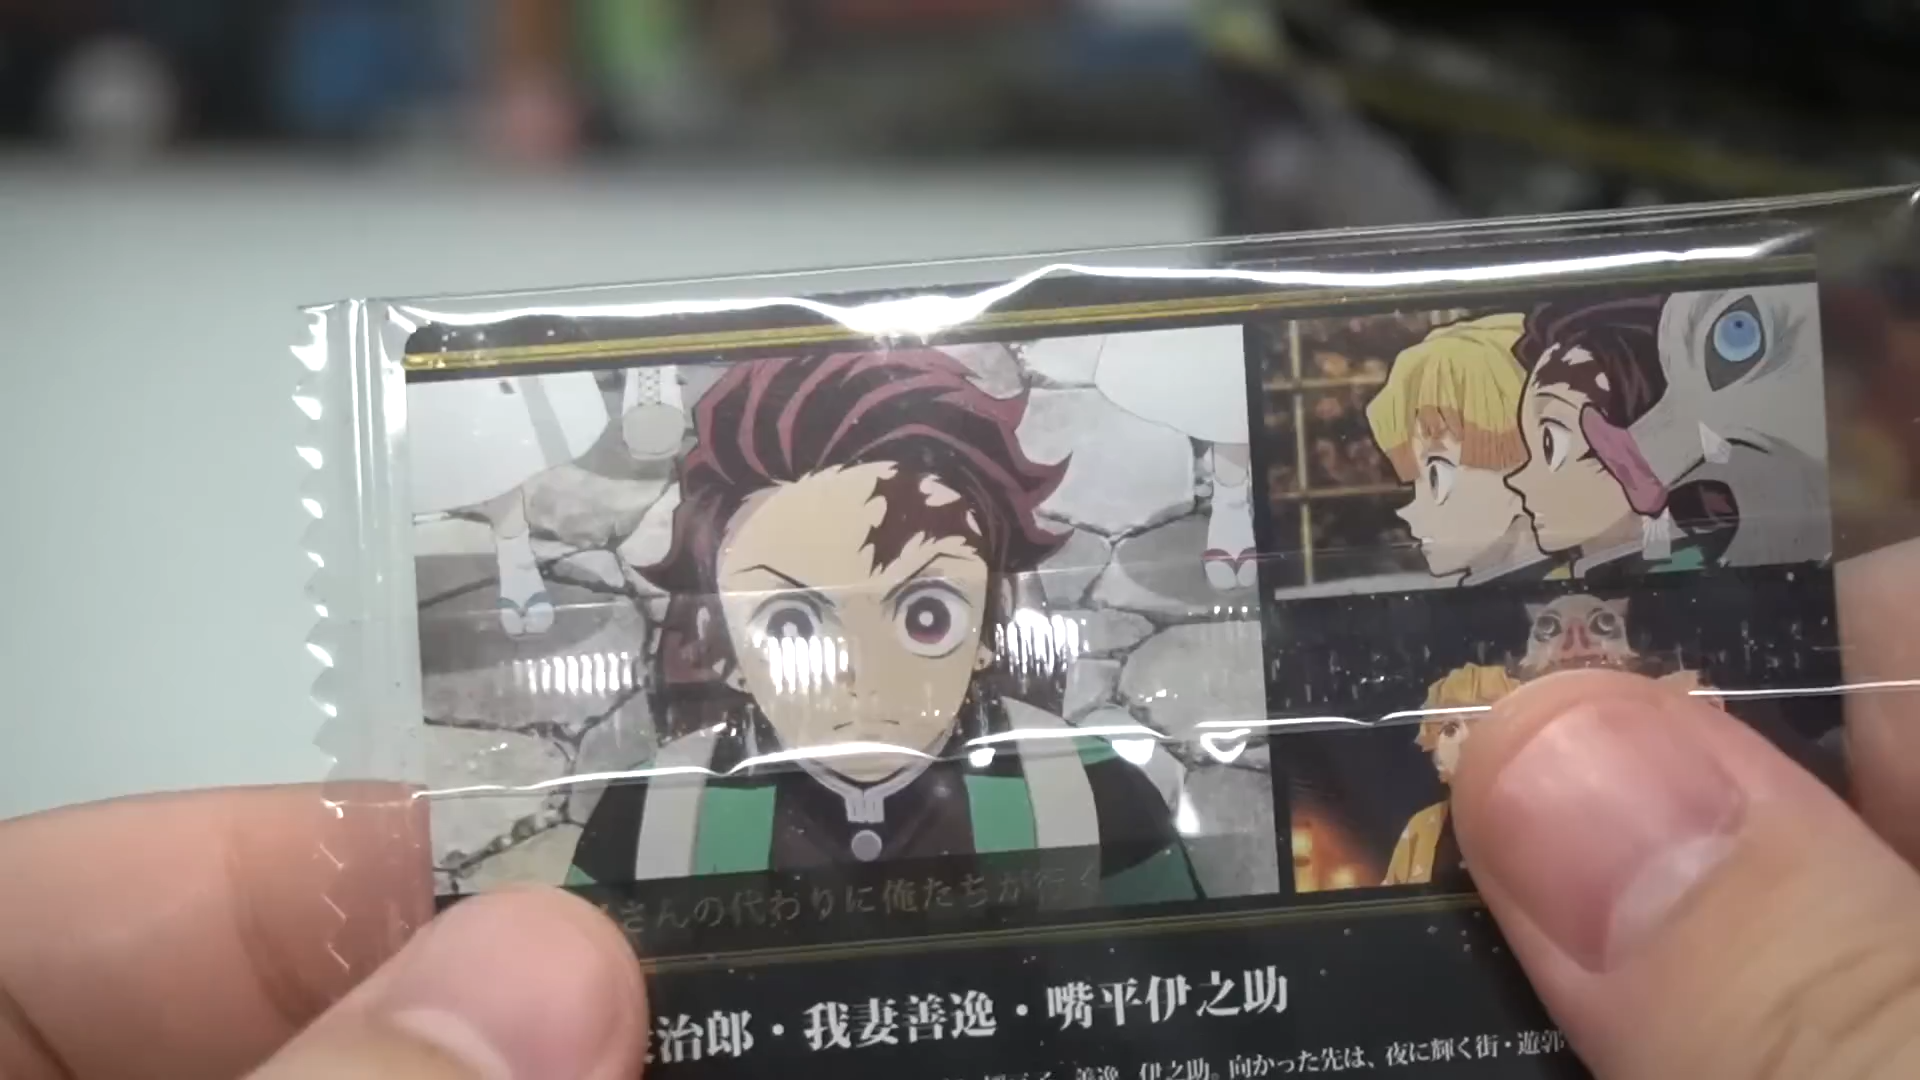 さんの代わりに俺たちが行く
治郎・我妻善逸・嘴平伊之助
善逸、伊之助。向かった先は、夜に輝く街・遊郭